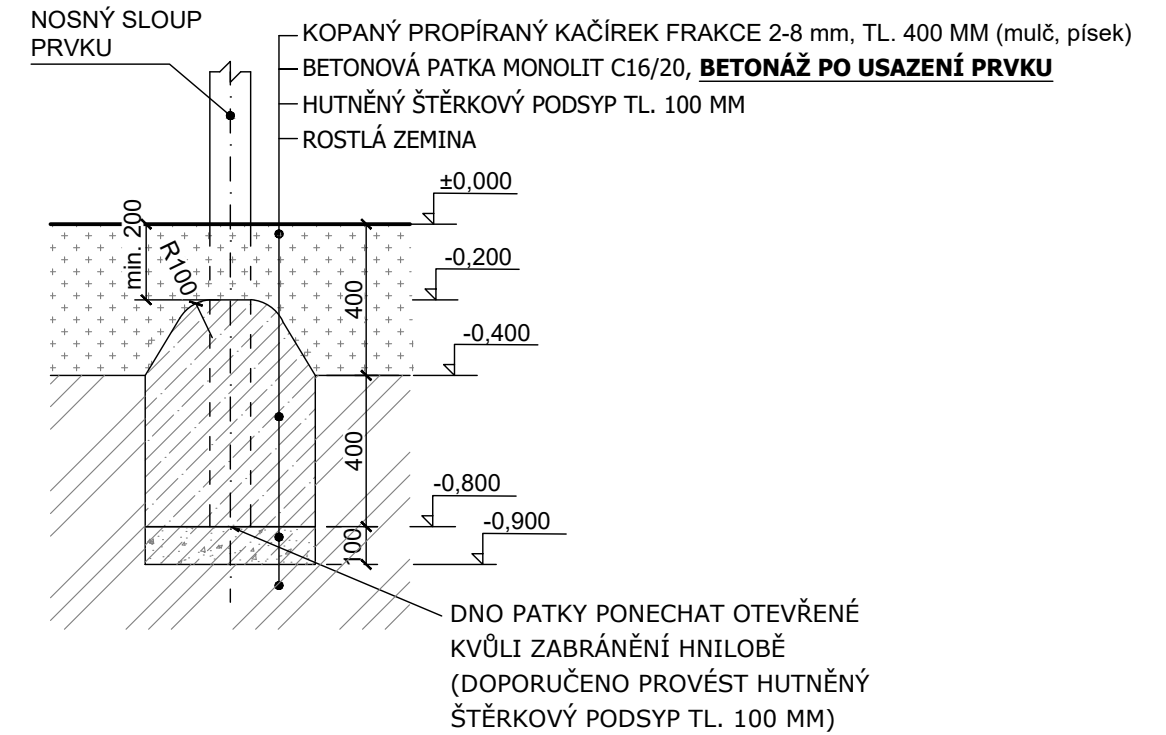 NOSNÝ SLOUP
PRVKU
KOPANÝ PROPÍRANÝ KAČÍREK FRAKCE 2-8 mm, TL. 400 MM (mulč, písek)
BETONOVÁ PATKA MONOLIT C16/20, BETONÁŽ PO USAZENÍ PRVKU
HUTNĚNÝ ŠTĚRKOVÝ PODSYP TL. 100 MM
ROSTLÁ ZEMINA
±0,000
min. 200
R100
-0,200
400
-0,400
400
-0,800
-0,900
100
DNO PATKY PONECHAT OTEVŘENÉ
KVŮLI ZABRÁNĚNÍ HNILOBĚ
(DOPORUČENO PROVÉST HUTNĚNÝ
ŠTĚRKOVÝ PODSYP TL. 100 MM)